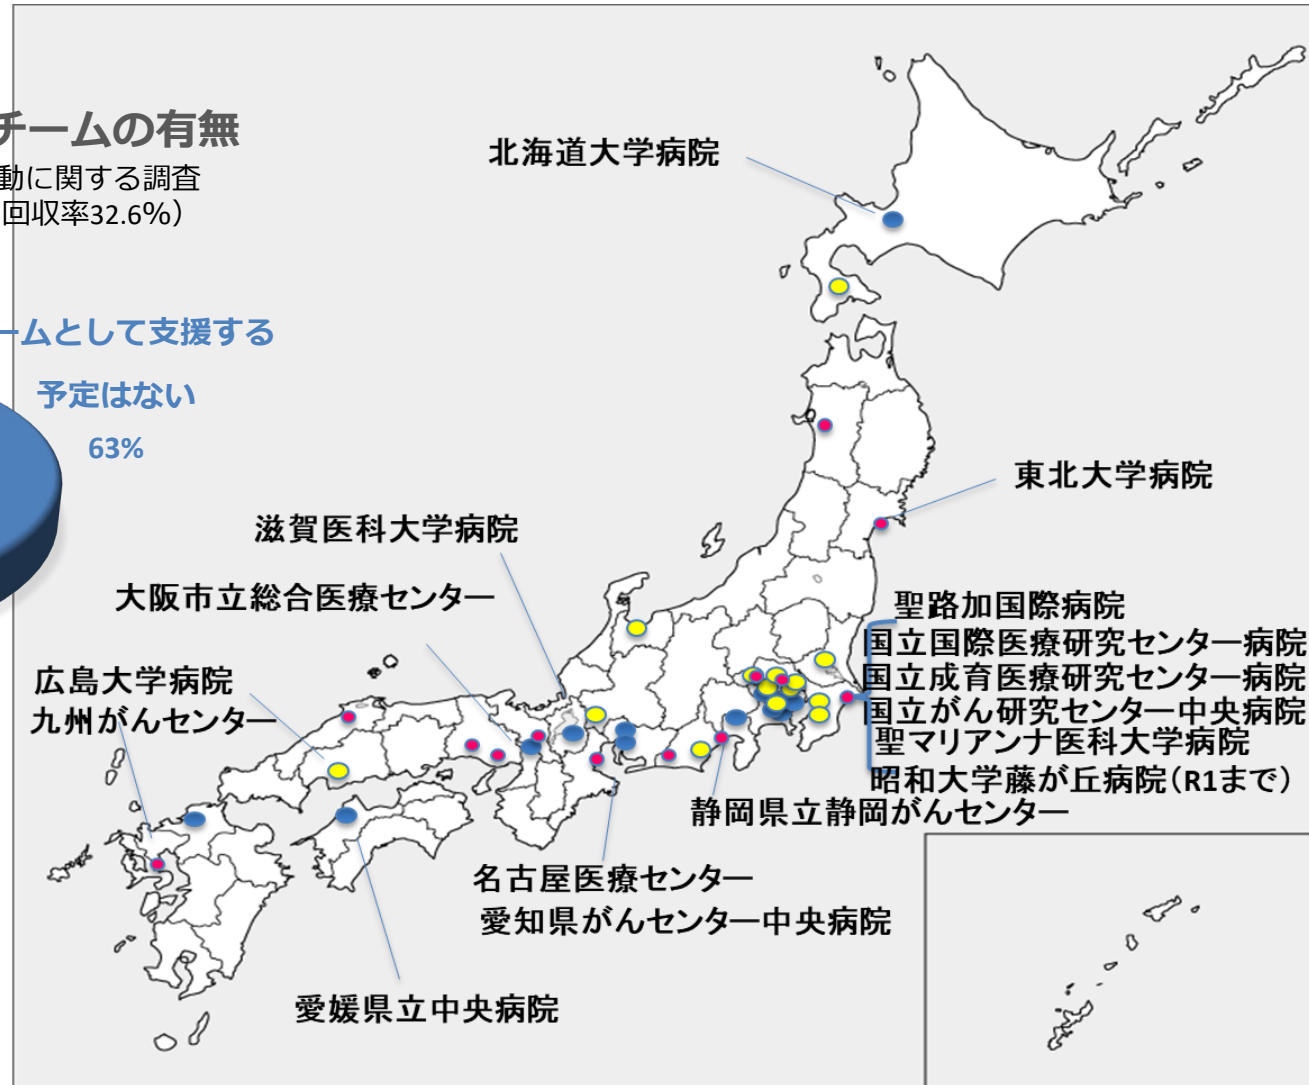 チームの有無
動に関する調査
回収率32.6％）
ームとして支援する
予定はない
63%
北海道大学病院
東北大学病院
滋賀医科大学病院
大阪市立総合医療センター
広島大学病院
九州がんセンター
聖路加国際病院
国立国際医療研究センター病院
国立成育医療研究センター病院
国立がん研究センター中央病院
聖マリアンナ医科大学病院
昭和大学藤が丘病院（R1まで）
静岡県立静岡がんセンター
名古屋医療センター
愛知県がんセンター中央病院
愛媛県立中央病院